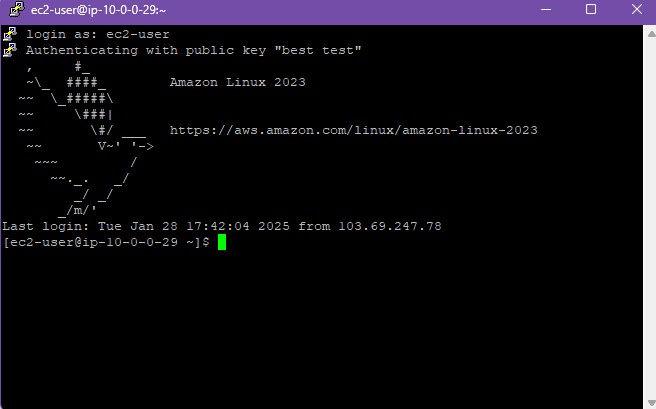 ec2-user@ip-10-0-0-29:~
login as: ec2-user
Authenticating with public key "best test"
   ,     #_
   ~\_  ####_        Amazon Linux 2023
  ~~  \_#####\
  ~~     \###|
  ~~       \#/ ___   https://aws.amazon.com/linux/amazon-linux-2023
   ~~       V~' '->
    ~~~         /
      ~~._.   _/
         _/ _/
       _/m/'
Last login: Tue Jan 28 17:42:04 2025 from 103.69.247.78
[ec2-user@ip-10-0-0-29 ~]$